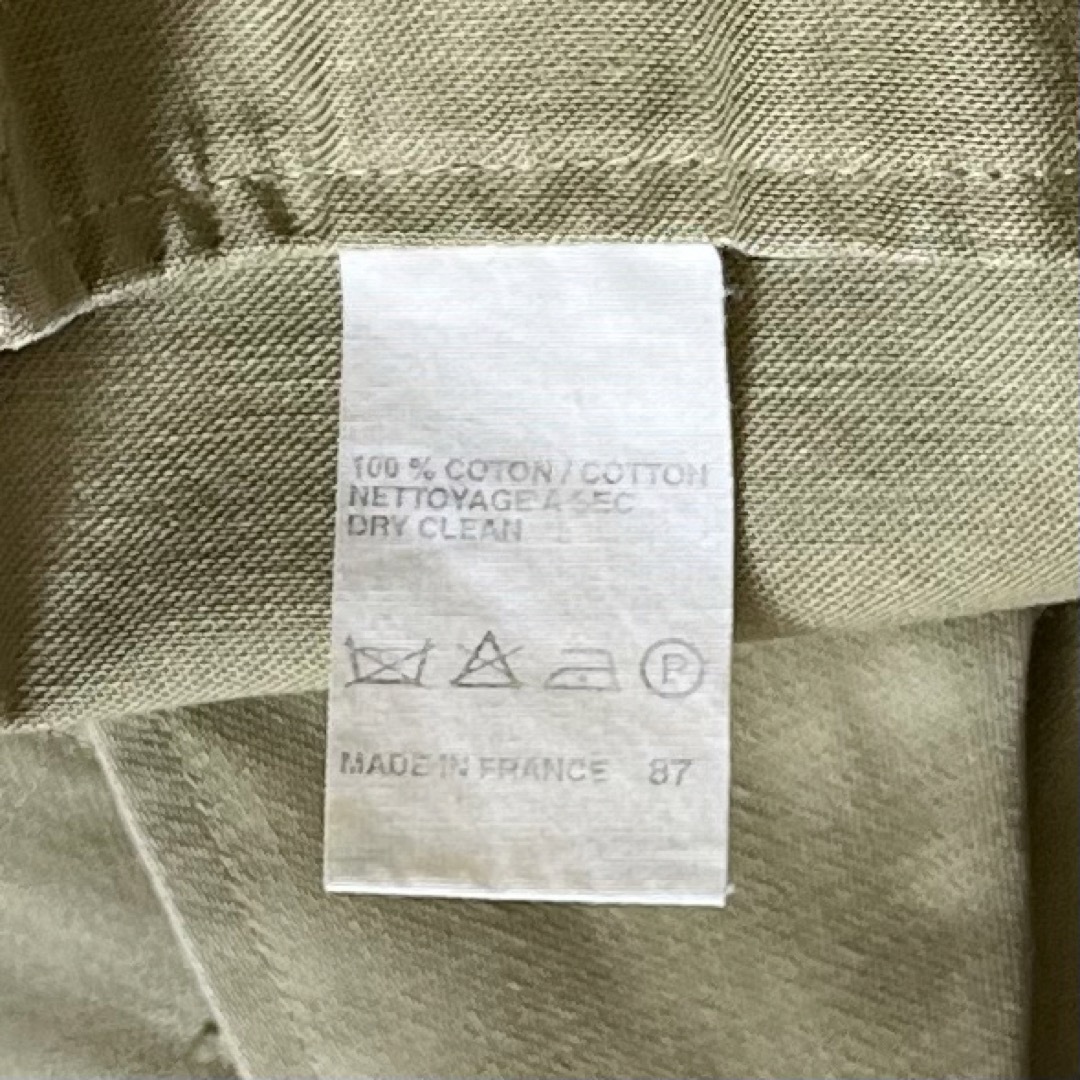 100 % COTON / COTTON
NETTOYAGE A SEC
DRY CLEAN
P
MADE IN FRANCE 87